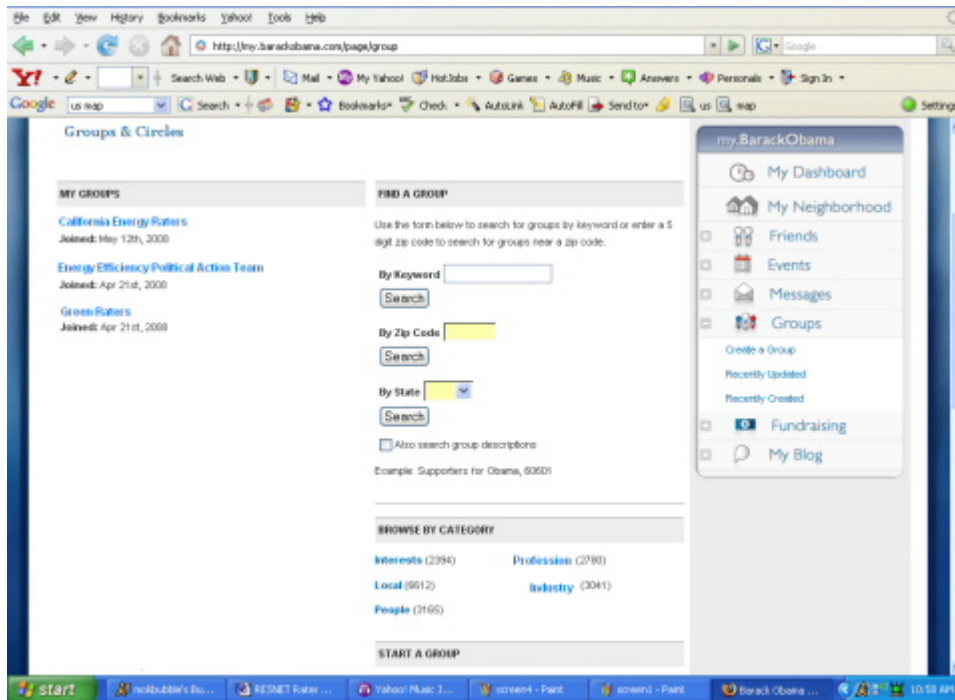 File Edit View History Bookmarks Yahoo! Tools Help
http://my.barackobama.com/page/group
Google
Y! Search Web Mail My Yahoo! HotJobs Games Music Answers Personals Sign In
Google us map Search Bookmarks Check AutoLink AutoFill Send to us map Settings
Groups & Circles
MY GROUPS
California Energy Raters
Joined: May 12th, 2008
Energy Efficiency Political Action Team
Joined: Apr 21st, 2008
Green Raters
Joined: Apr 21st, 2008
FIND A GROUP
Use the form below to search for groups by keyword or enter a 5
digit zip code to search for groups near a zip code.
By Keyword
Search
By Zip Code
Search
By State
Search
Also search group descriptions
Example: Supporters for Obama, 60601
BROWSE BY CATEGORY
Interests (2394) Profession (2780)
Local (6612) Industry (3041)
People (3165)
START A GROUP
my.BarackObama
My Dashboard
My Neighborhood
Friends
Events
Messages
Groups
Create a Group
Recently Updated
Recently Created
Fundraising
My Blog
start RESNET Rater ... Yahoo! Music J... screen4 - Paint screen1 - Paint Barack Obama ... 10:58 AM